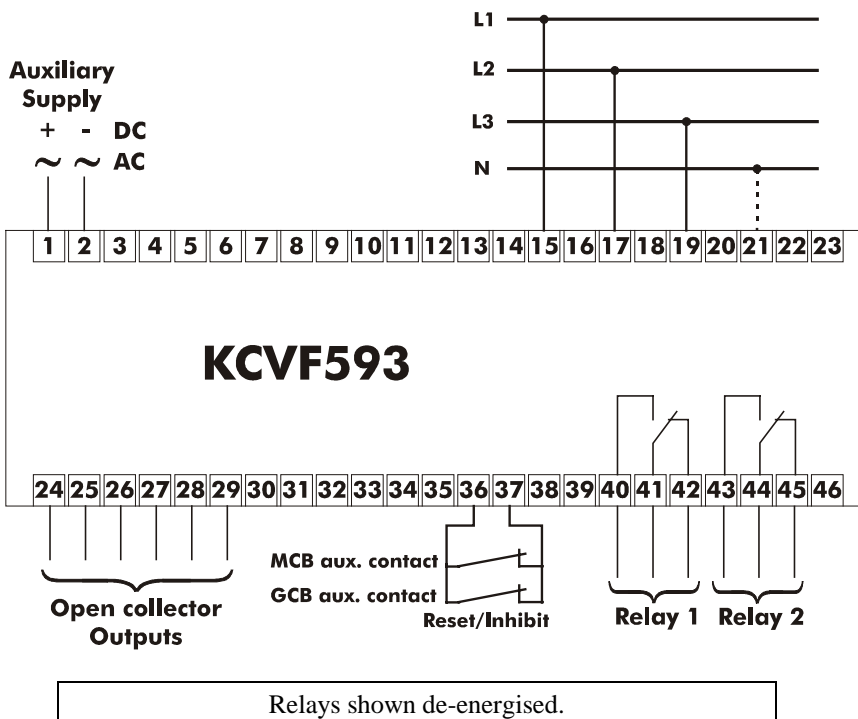 L1
L2
L3
N
Auxiliary
Supply
+ - DC
~ ~ AC
1 2 3 4 5 6 7 8 9 10 11 12 13 14 15 16 17 18 19 20 21 22 23
KCVF593
24 25 26 27 28 29 30 31 32 33 34 35 36 37 38 39 40 41 42 43 44 45 46
MCB aux. contact
GCB aux. contact
Open collector
Outputs
Reset/Inhibit
Relay 1 Relay 2
Relays shown de-energised.